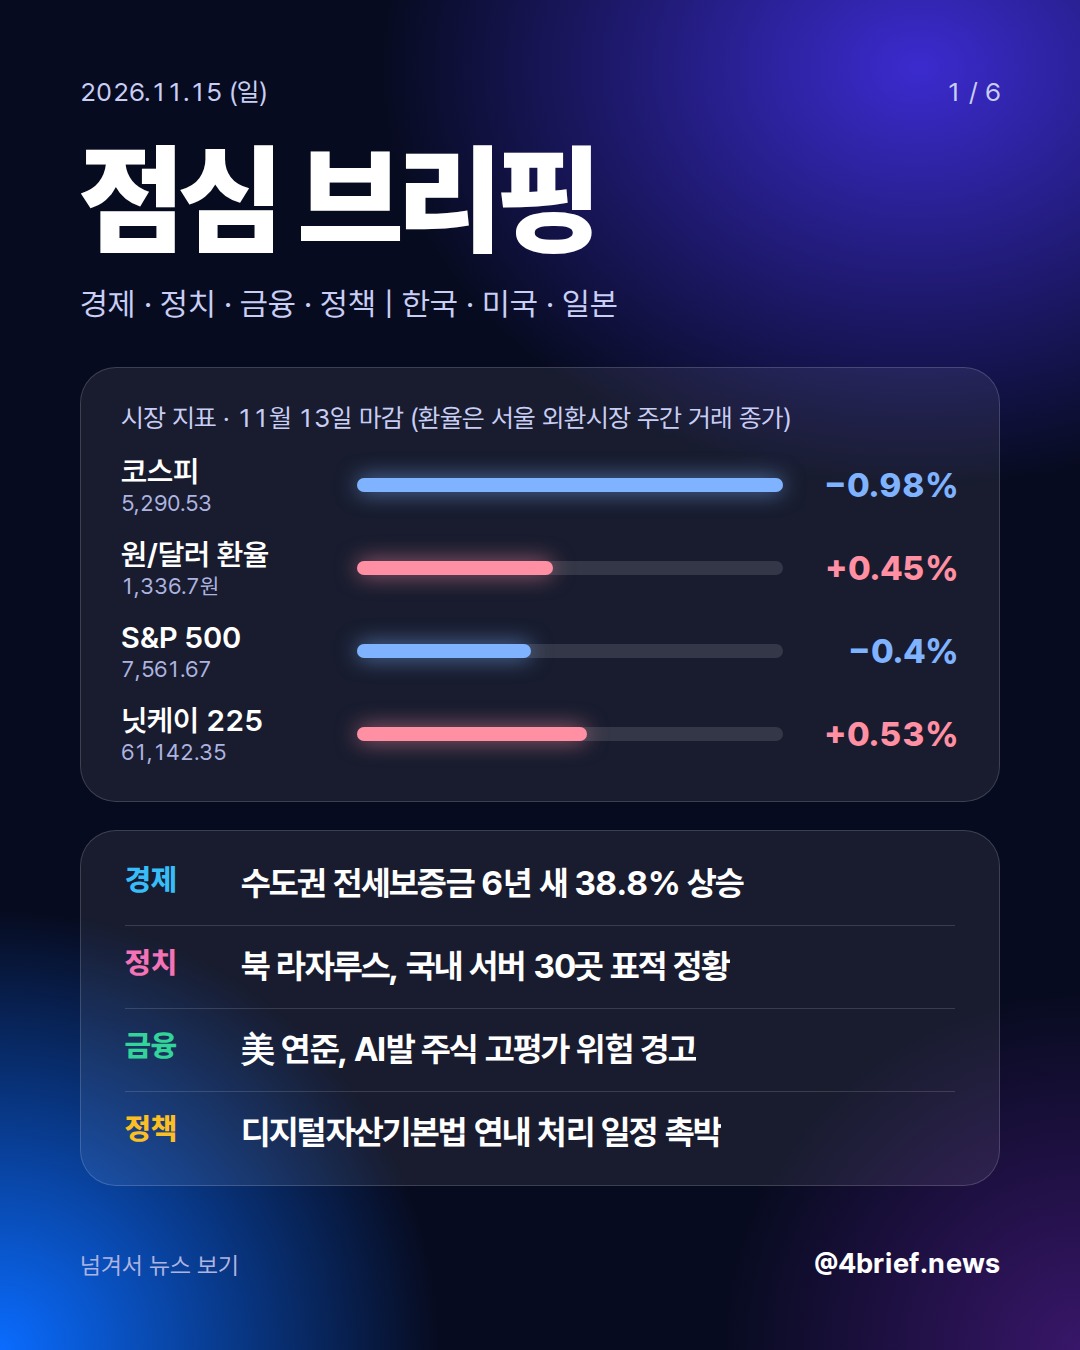 2026.11.15 (일)
1 / 6
점심 브리핑
경제 · 정치 · 금융 · 정책 | 한국 · 미국 · 일본
시장 지표 · 11월 13일 마감 (환율은 서울 외환시장 주간 거래 종가)
코스피
5,290.53
−0.98%
원/달러 환율
1,336.7원
+0.45%
S&P 500
7,561.67
−0.4%
닛케이 225
61,142.35
+0.53%
경제 수도권 전세보증금 6년 새 38.8% 상승
정치 북 라자루스, 국내 서버 30곳 표적 정황
금융 美 연준, AI발 주식 고평가 위험 경고
정책 디지털자산기본법 연내 처리 일정 촉박
넘겨서 뉴스 보기
@4brief.news